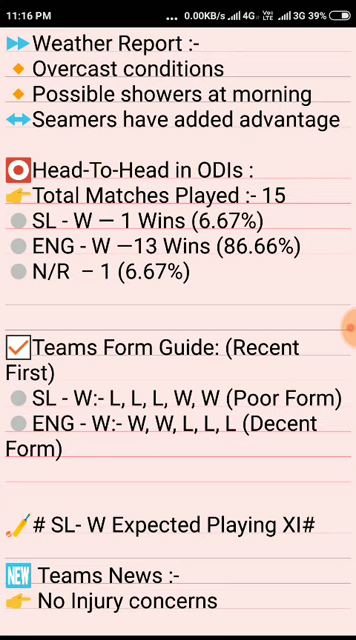 11:16 PM ... 0.00KB/s 4G VoLTE 3G 39%
Weather Report :-
Overcast conditions
Possible showers at morning
Seamers have added advantage
Head-To-Head in ODIs :
Total Matches Played :- 15
SL - W — 1 Wins (6.67%)
ENG - W —13 Wins (86.66%)
N/R – 1 (6.67%)
Teams Form Guide: (Recent
First)
SL - W:- L, L, L, W, W (Poor Form)
ENG - W:- W, W, L, L, L (Decent
Form)
# SL- W Expected Playing XI#
NEW Teams News :-
No Injury concerns